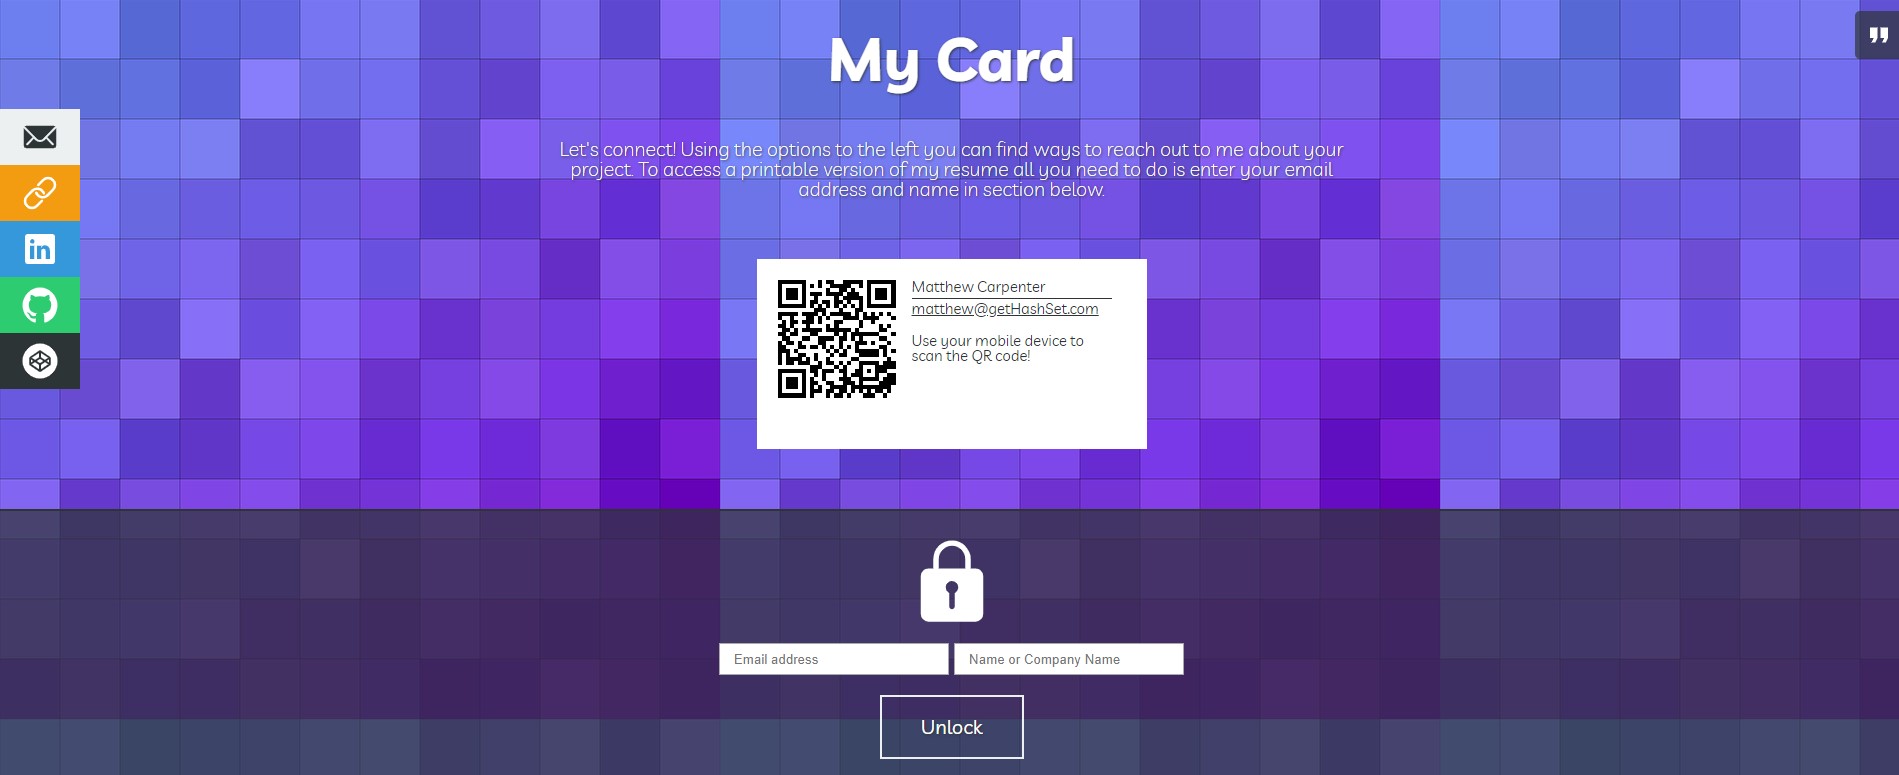 My Card
Let's connect! Using the options to the left you can find ways to reach out to me about your
project. To access a printable version of my resume all you need to do is enter your email
address and name in section below.
in
Matthew Carpenter
matthew@getHashSet.com
Use your mobile device to
scan the QR code!
Email address
Name or Company Name
Unlock